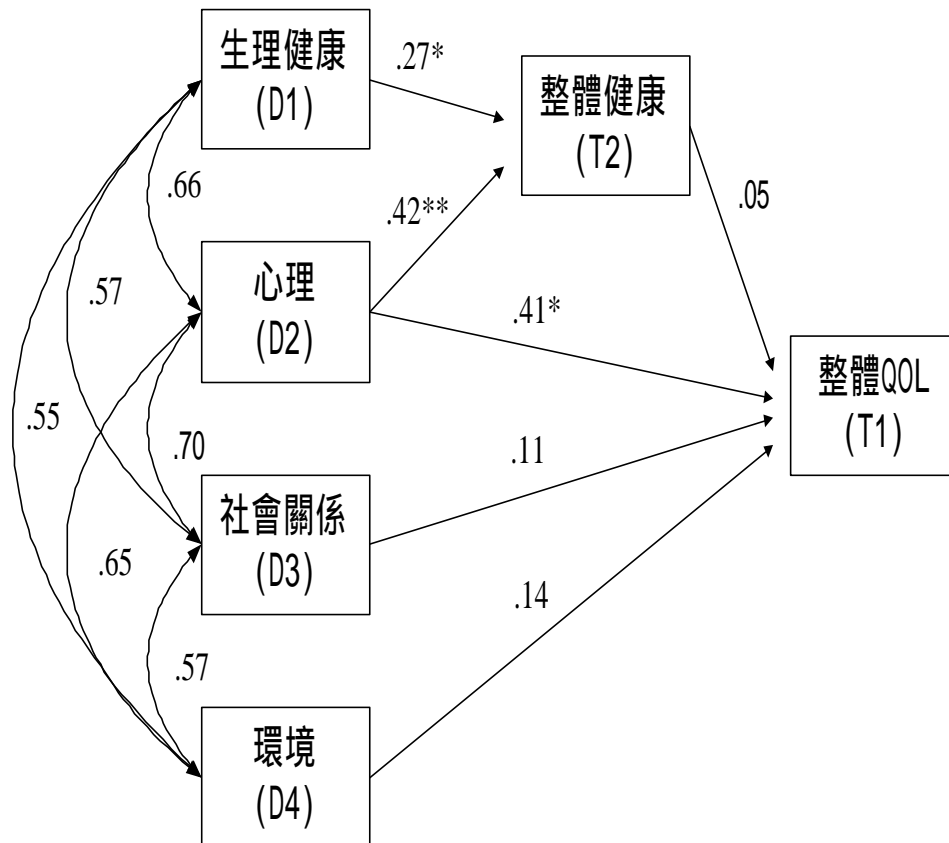 生理健康
(D1)
.27*
整體健康
(T2)
.66
.42**
.05
.57
心理
(D2)
.41*
整體QOL
(T1)
.55
.70
.11
社會關係
(D3)
.65
.14
.57
環境
(D4)